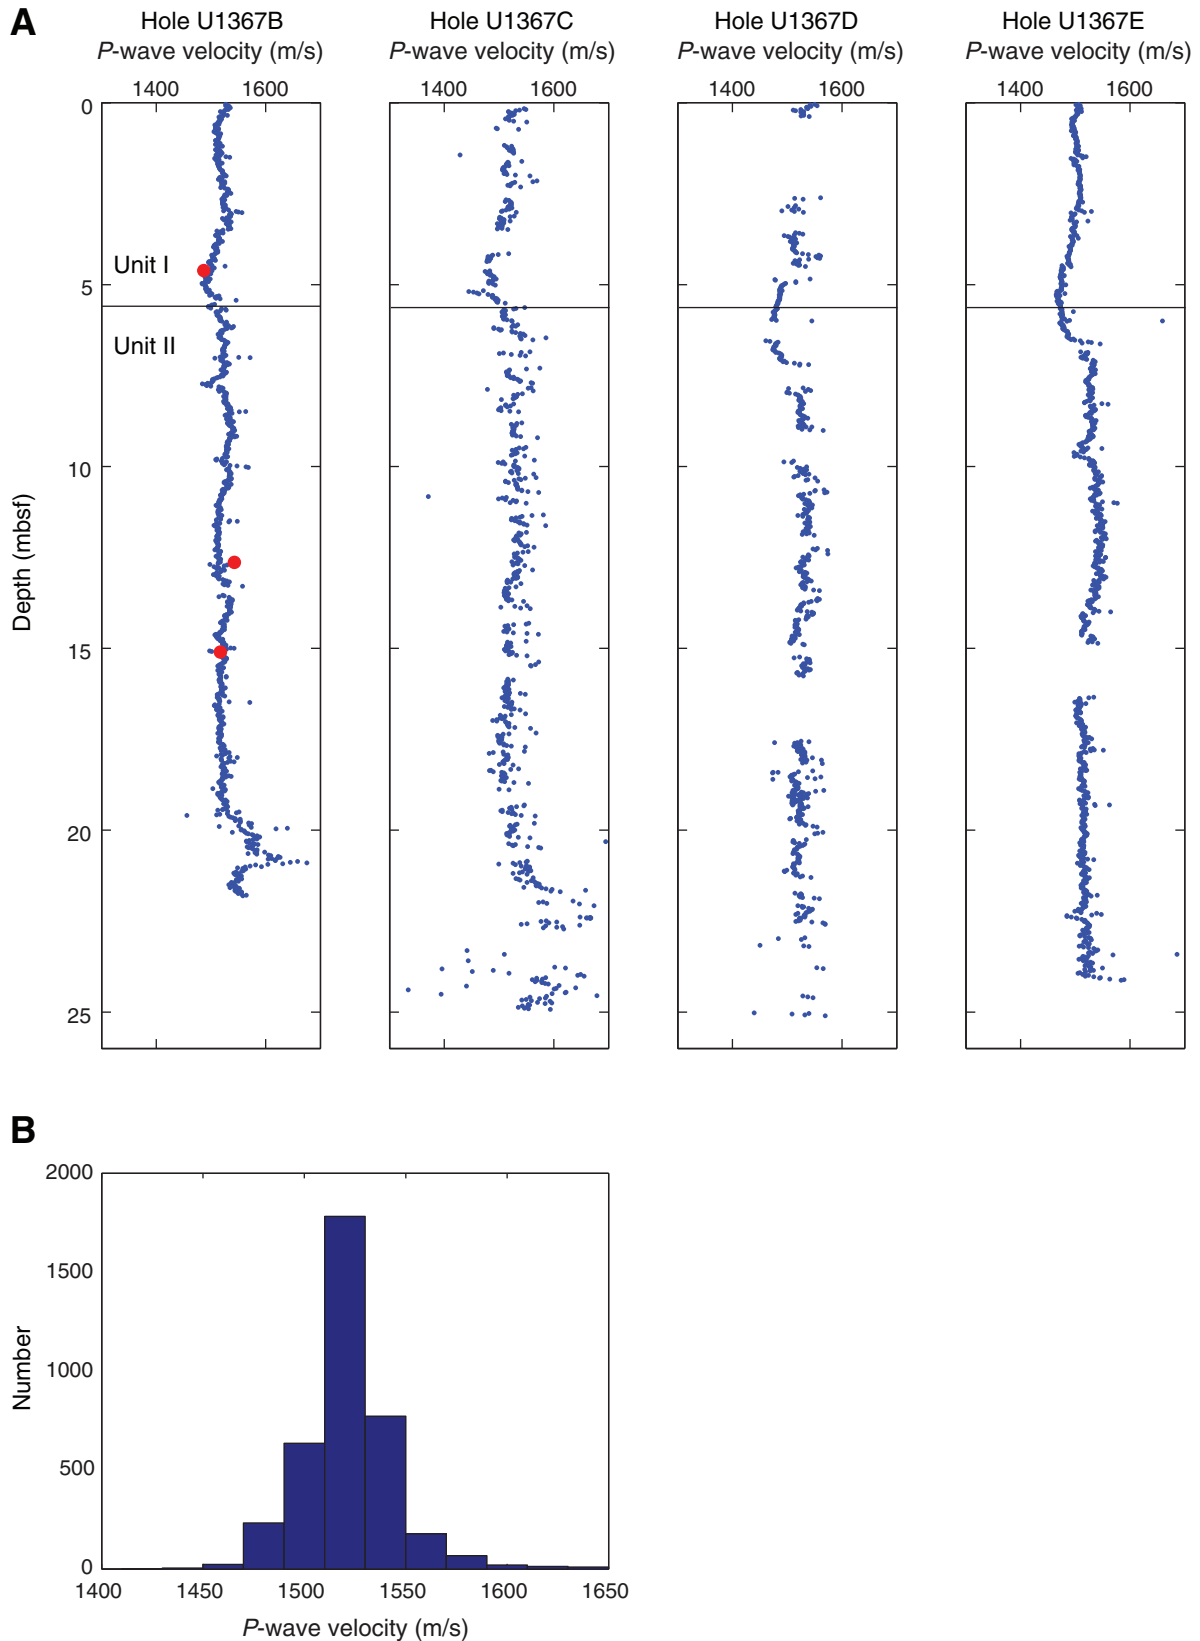 A
Hole U1367B
P-wave velocity (m/s)
1400 1600
Hole U1367C
P-wave velocity (m/s)
1400 1600
Hole U1367D
P-wave velocity (m/s)
1400 1600
Hole U1367E
P-wave velocity (m/s)
1400 1600
0
Unit I
5
Unit II
10
Depth (mbsf)
15
20
25
B
2000
1500
1000
500
0
Number
1400 1450 1500 1550 1600 1650
P-wave velocity (m/s)